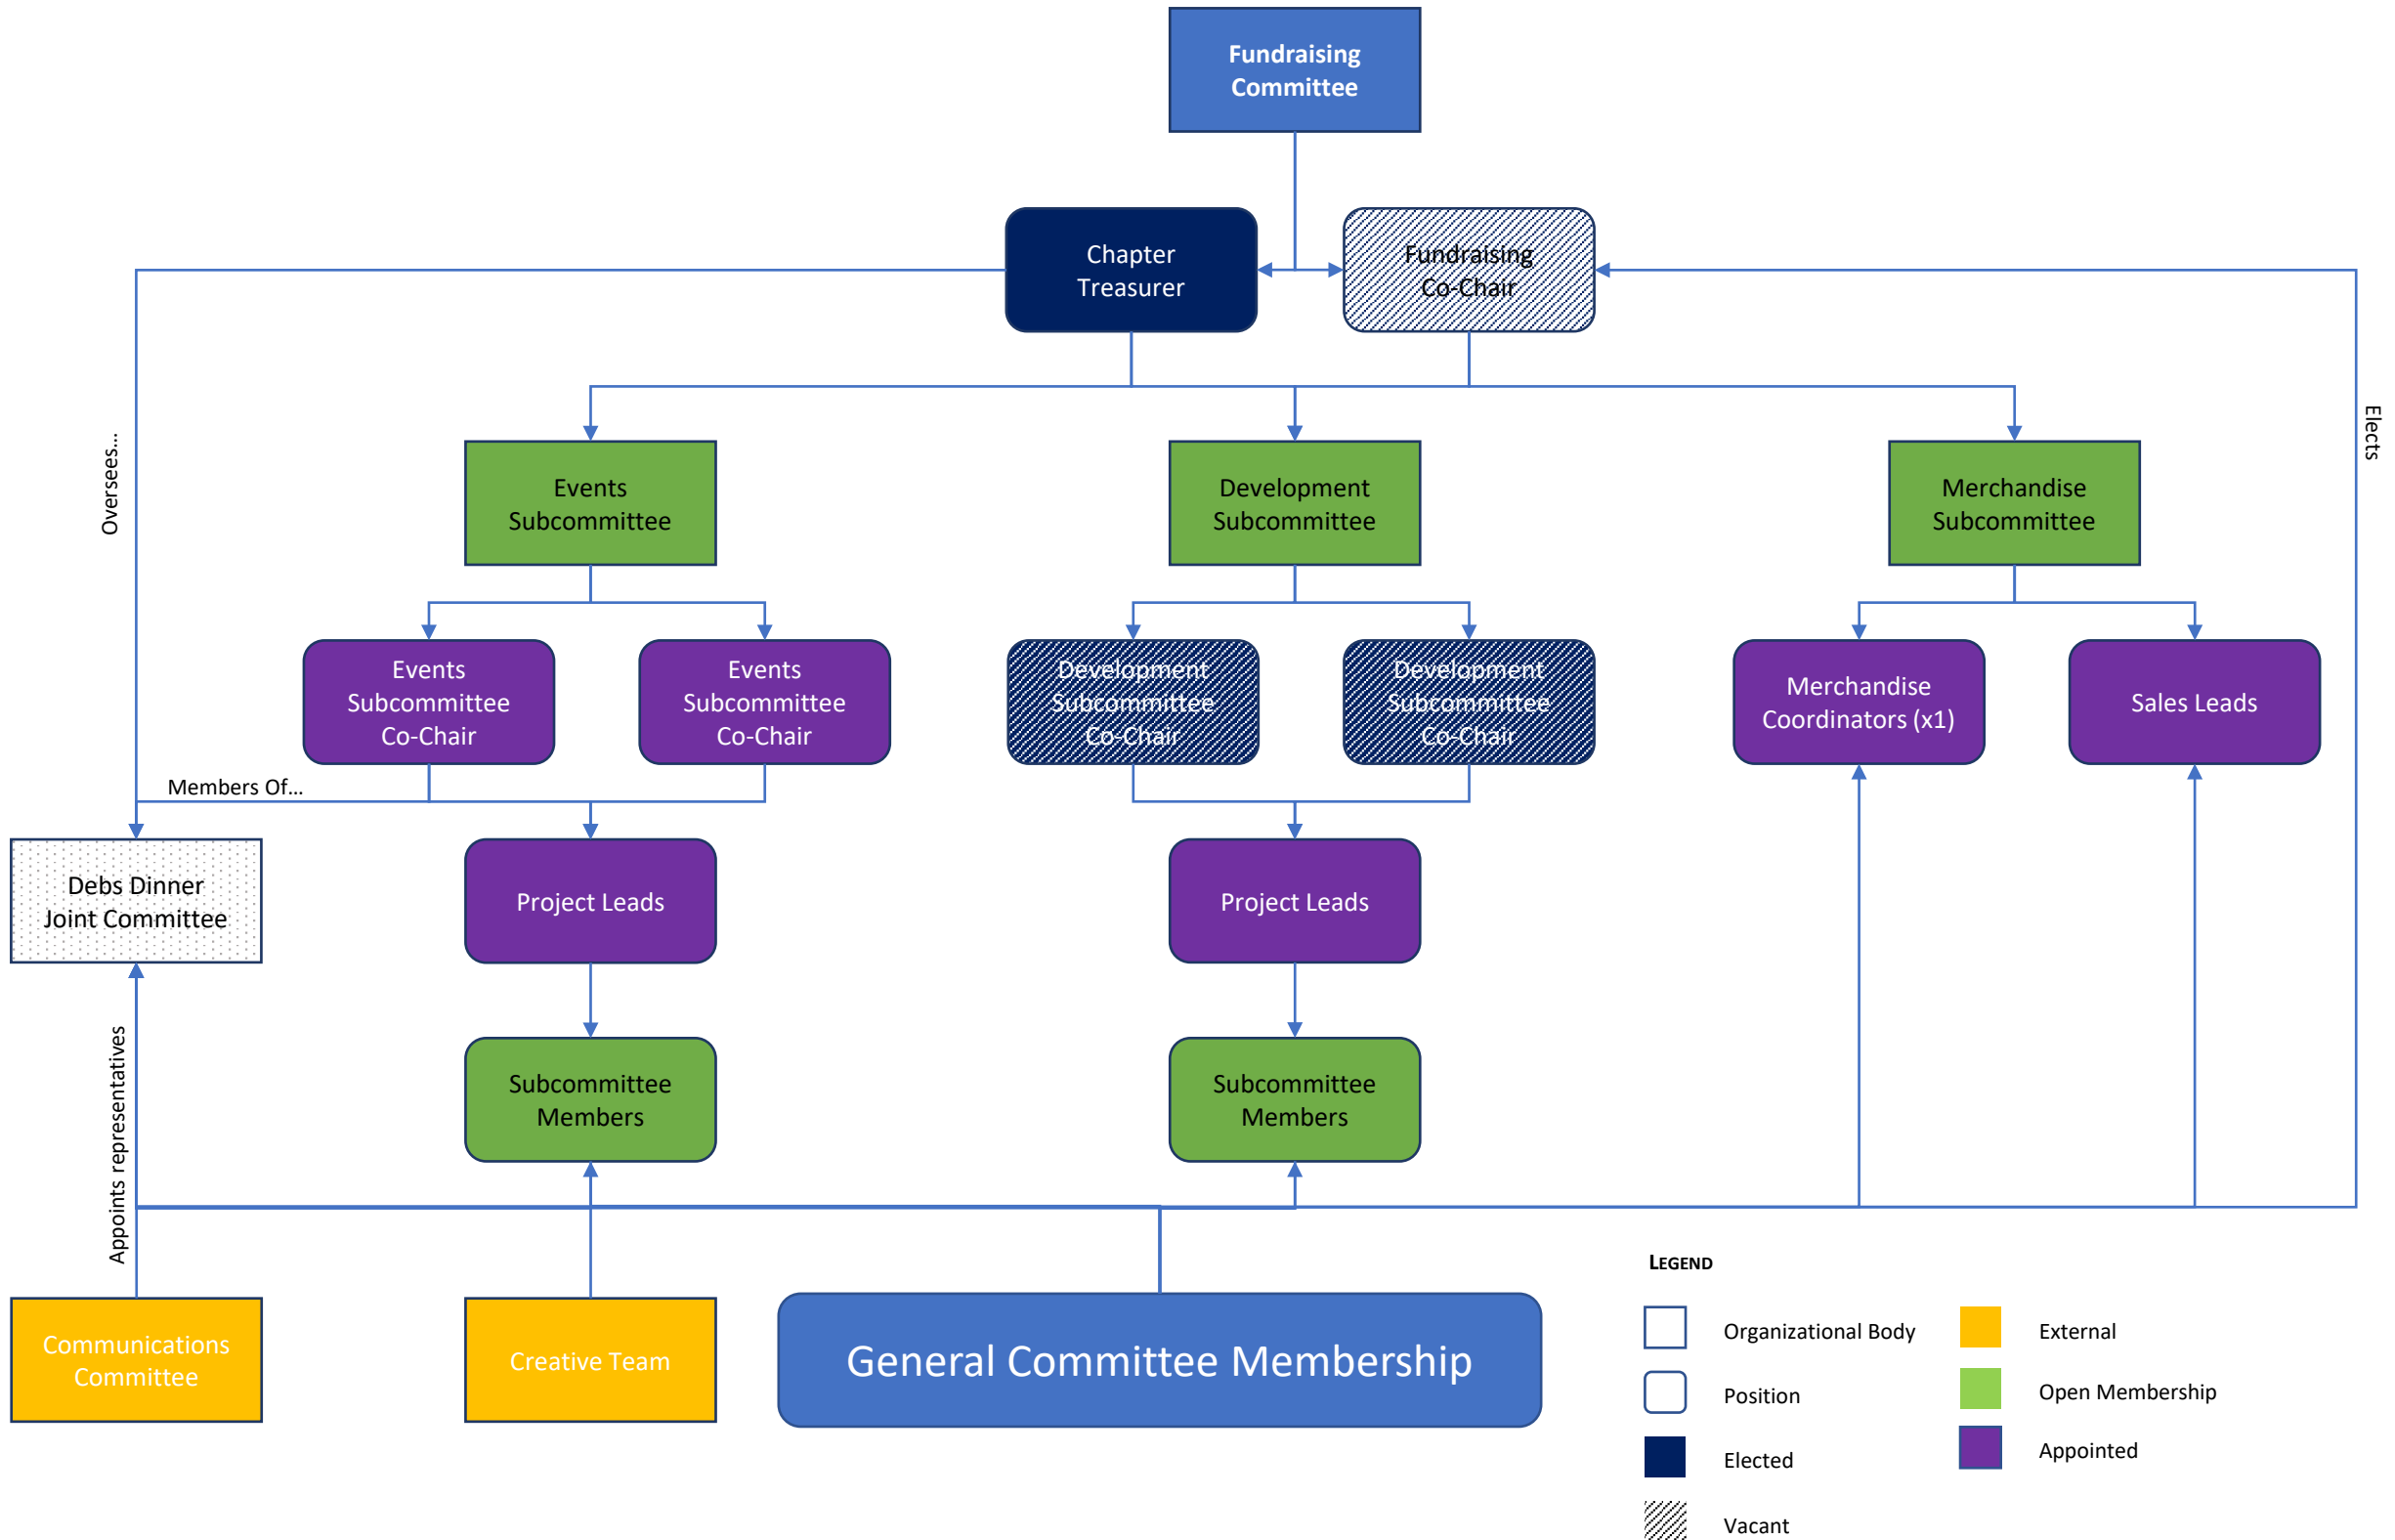 Fundraising
Committee
Chapter
Treasurer
Fundraising
Co-Chair
Oversees...
Elects
Events
Subcommittee
Development
Subcommittee
Merchandise
Subcommittee
Events
Subcommittee
Co-Chair
Events
Subcommittee
Co-Chair
Development
Subcommittee
Co-Chair
Development
Subcommittee
Co-Chair
Merchandise
Coordinators (x1)
Sales Leads
Members Of...
Debs Dinner
Joint Committee
Project Leads
Project Leads
Appoints representatives
Subcommittee
Members
Subcommittee
Members
Communications
Committee
Creative Team
General Committee Membership
LEGEND
Organizational Body
External
Position
Open Membership
Elected
Appointed
Vacant